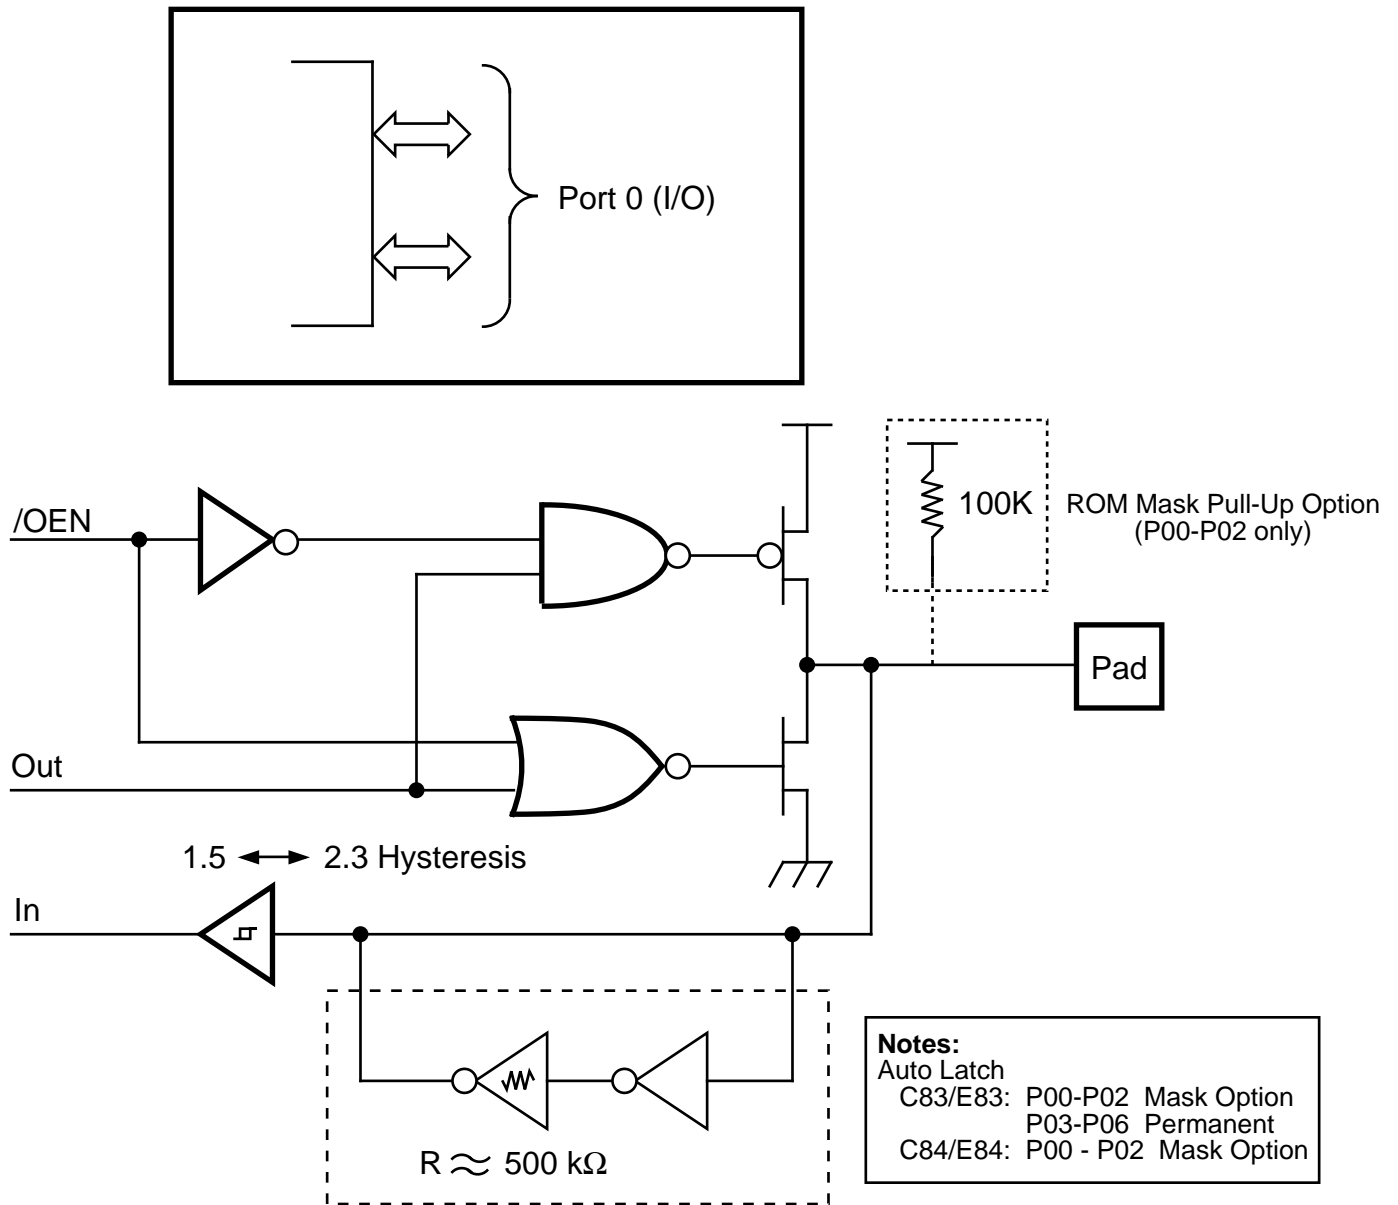 Port 0 (I/O)
/OEN
100K
ROM Mask Pull-Up Option
(P00-P02 only)
Pad
Out
1.5 2.3 Hysteresis
In
R ≈ 500 kΩ
Notes:
Auto Latch
C83/E83: P00-P02 Mask Option
P03-P06 Permanent
C84/E84: P00 - P02 Mask Option